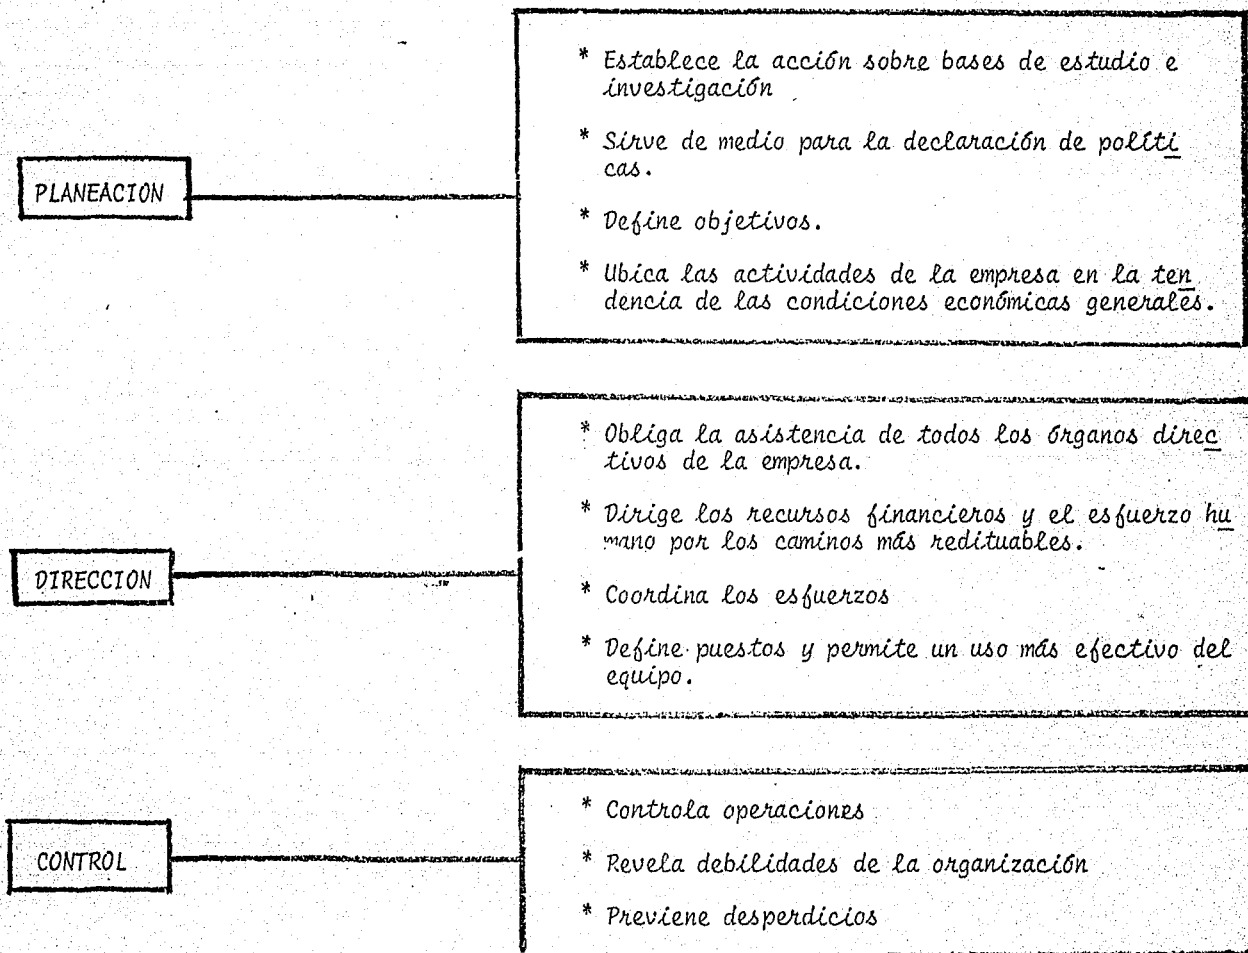 PLANEACION
* Establece la acción sobre bases de estudio e
investigación
* Sirve de medio para la declaración de polít̲i̲
cas.
* Define objetivos.
* Ubica las actividades de la empresa en la ten
dencia de las condiciones económicas generales.
DIRECCION
* Obliga la asistencia de todos los órganos direc
tivos de la empresa.
* Dirige los recursos financieros y el esfuerzo hu
mano por los caminos más redituables.
* Coordina los esfuerzos
* Define puestos y permite un uso más efectivo del
equipo.
CONTROL
* Controla operaciones
* Revela debilidades de la organización
* Previene desperdicios